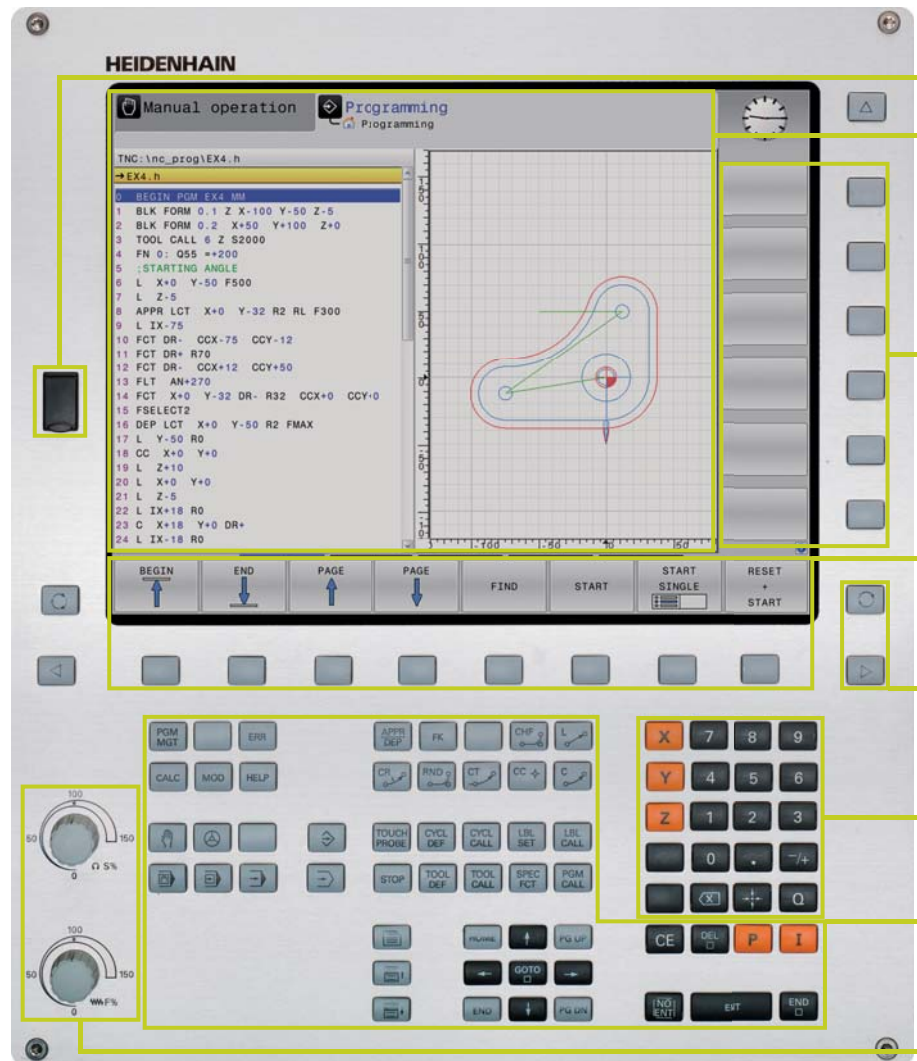 HEIDENHAIN
Manual operation
Programming
Programming
TNC:\nc_prog\EX4.h
→EX4.h
0 BEGIN PGM EX4 MM
1 BLK FORM 0.1 Z X-100 Y-50 Z-5
2 BLK FORM 0.2 X+50 Y+100 Z+0
3 TOOL CALL 6 Z S2000
4 FN 0: Q55 =+200
5 ;STARTING ANGLE
6 L X+0 Y-50 F500
7 L Z-5
8 APPR LCT X+0 Y-32 R2 RL F300
9 L IX-75
10 FCT DR- CCX-75 CCY-12
11 FCT DR+ R70
12 FCT DR- CCX+12 CCY+50
13 FLT AN+270
14 FCT X+0 Y-32 DR- R32 CCX+0 CCY+0
15 FSELECT2
16 DEP LCT X+0 Y-50 R2 FMAX
17 L Y-50 R0
18 CC X+0 Y+0
19 L Z+10
20 L X+0 Y+0
21 L Z-5
22 L IX+18 R0
23 C X+18 Y+0 DR+
24 L IX-18 R0
150
100
50
0
-50
-100
-50
0
50
BEGIN
END
PAGE
PAGE
FIND
START
START SINGLE
RESET + START
PGM MGT
ERR
APPR DEP
FK
CHF
L
X
7
8
9
CALC
MOD
HELP
CR
RND
CT
CC
C
Y
4
5
6
100
50
150
0
S%
TOUCH PROBE
CYCL DEF
CYCL CALL
LBL SET
LBL CALL
Z
1
2
3
0
.
-/+
STOP
TOOL DEF
TOOL CALL
SPEC FCT
PGM CALL
X
Q
100
50
150
0
F%
HOME
PG UP
CE
DEL
P
I
GOTO
END
PG DN
NO ENT
ENT
END